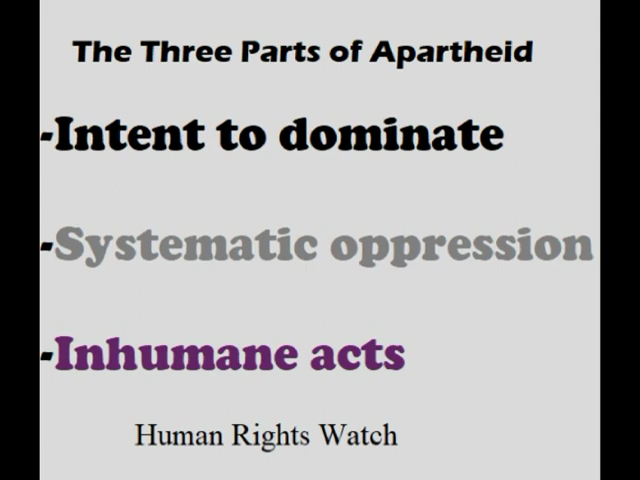 The Three Parts of Apartheid
-Intent to dominate
-Systematic oppression
-Inhumane acts
Human Rights Watch